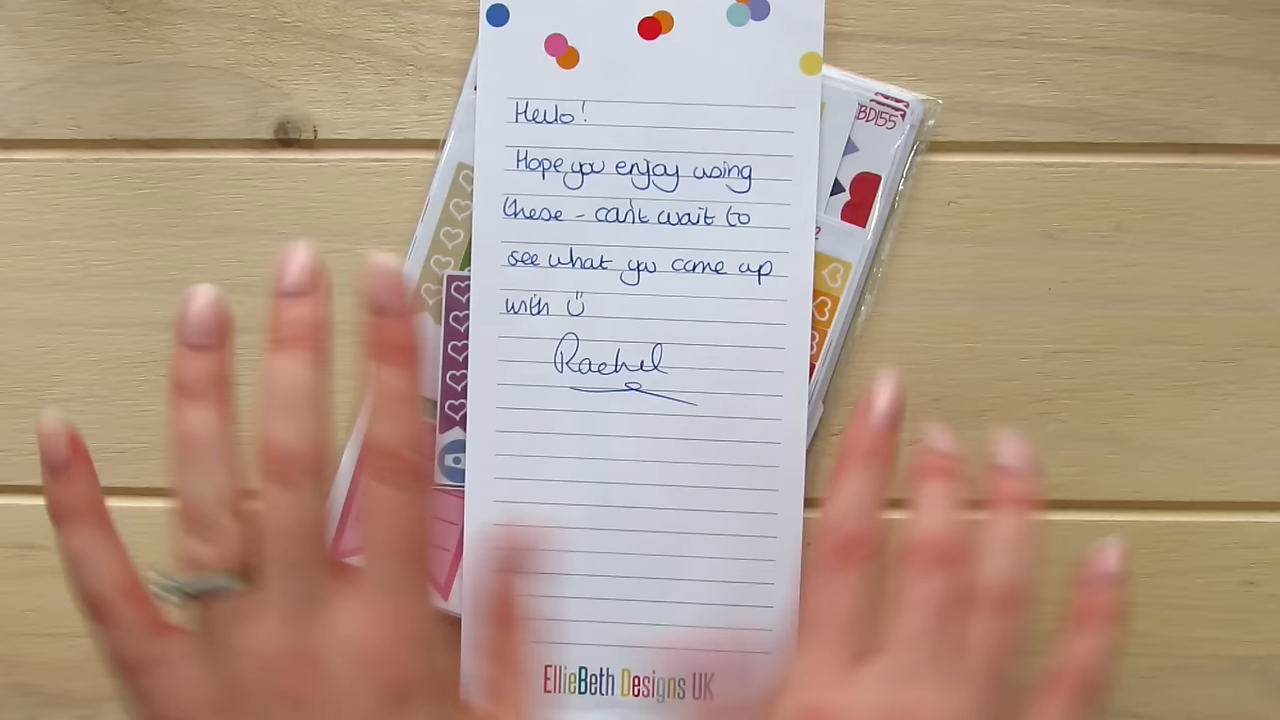 BD155
2
Hello!
Hope you enjoy using
these - can't wait to
see what you come up
with ☺
Rachel
EllieBeth Designs UK